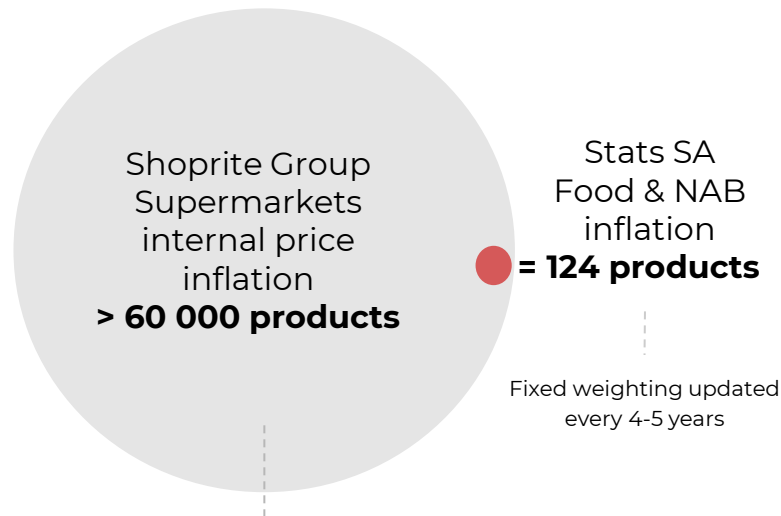 Shoprite Group
Supermarkets
internal price
inflation
> 60 000 products
Stats SA
Food & NAB
inflation
= 124 products
Fixed weighting updated
every 4-5 years